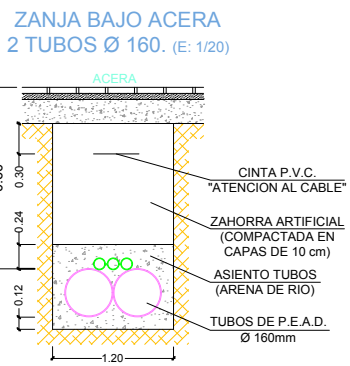 ZANJA BAJO ACERA
2 TUBOS Ø 160. (E: 1/20)
ACERA
0.30
CINTA P.V.C.
"ATENCION AL CABLE"
0.24
ZAHORRA ARTIFICIAL
(COMPACTADA EN
CAPAS DE 10 cm)
ASIENTO TUBOS
(ARENA DE RIO)
0.12
TUBOS DE P.E.A.D.
Ø 160mm
1.20